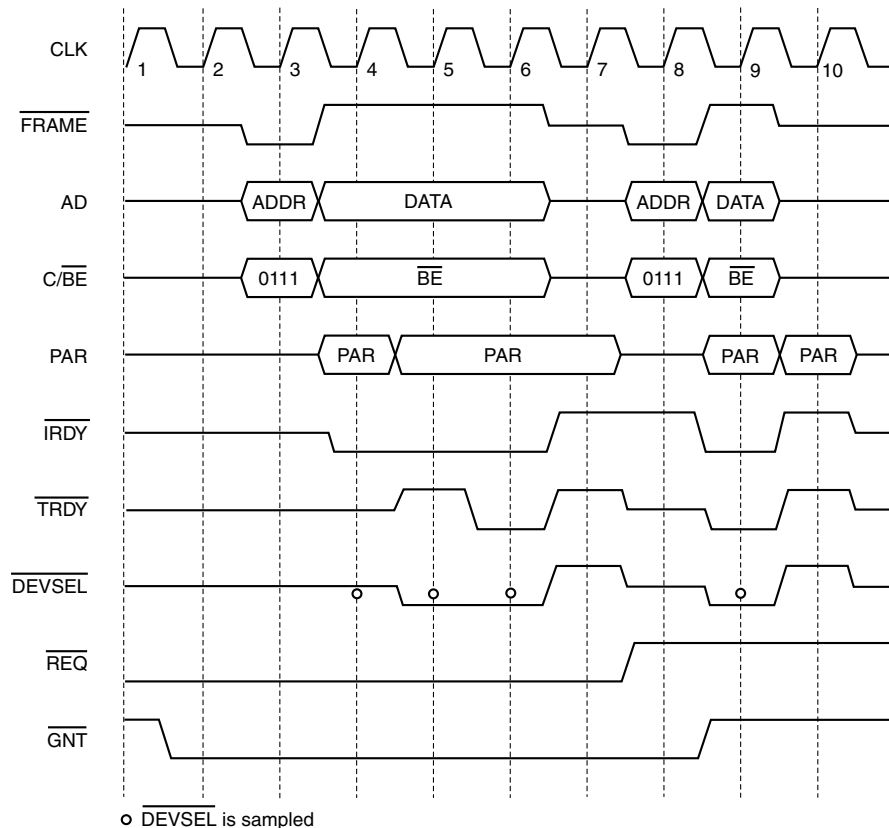 CLK
1 2 3 4 5 6 7 8 9 10
FRAME
AD
ADDR DATA ADDR DATA
C/BE
0111 BE 0111 BE
PAR
PAR PAR PAR PAR
IRDY
TRDY
DEVSEL
REQ
GNT
DEVSEL is sampled